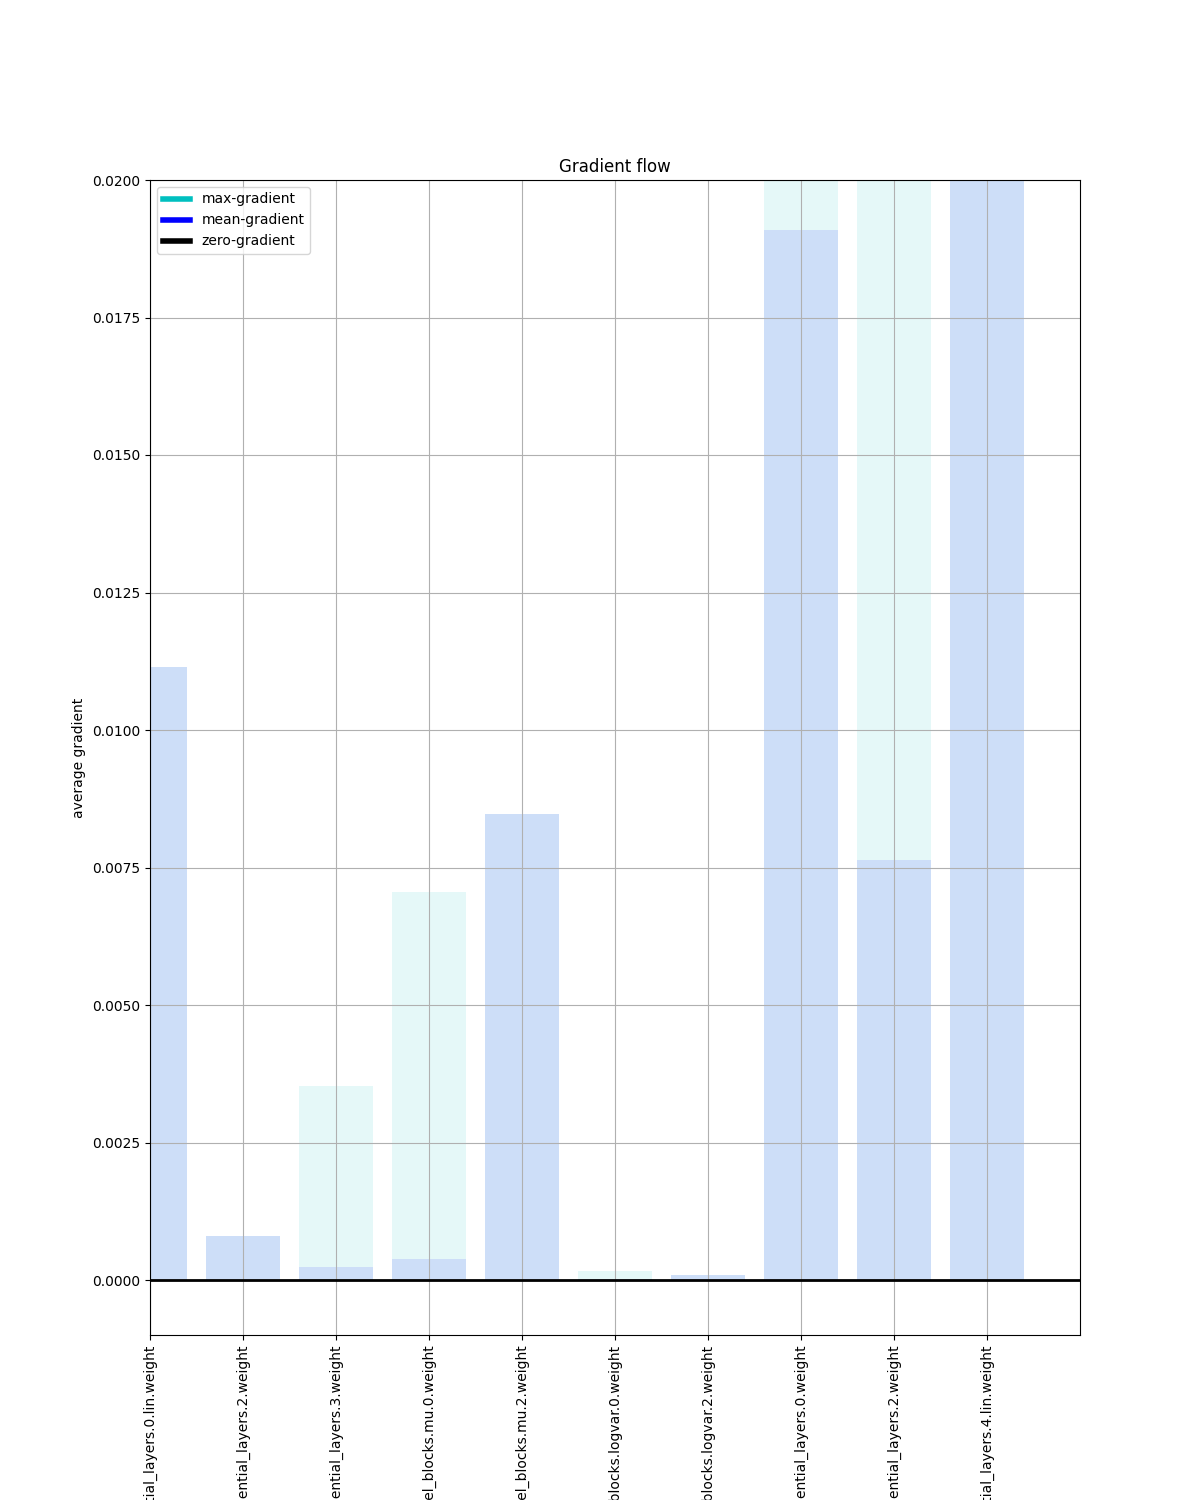 Gradient flow
max-gradient
mean-gradient
zero-gradient
0.0200
0.0175
0.0150
0.0125
0.0100
0.0075
0.0050
0.0025
0.0000
average gradient
tial_layers.0.lin.weight
ential_layers.2.weight
ential_layers.3.weight
el_blocks.mu.0.weight
el_blocks.mu.2.weight
blocks.logvar.0.weight
blocks.logvar.2.weight
ential_layers.0.weight
ential_layers.2.weight
tial_layers.4.lin.weight